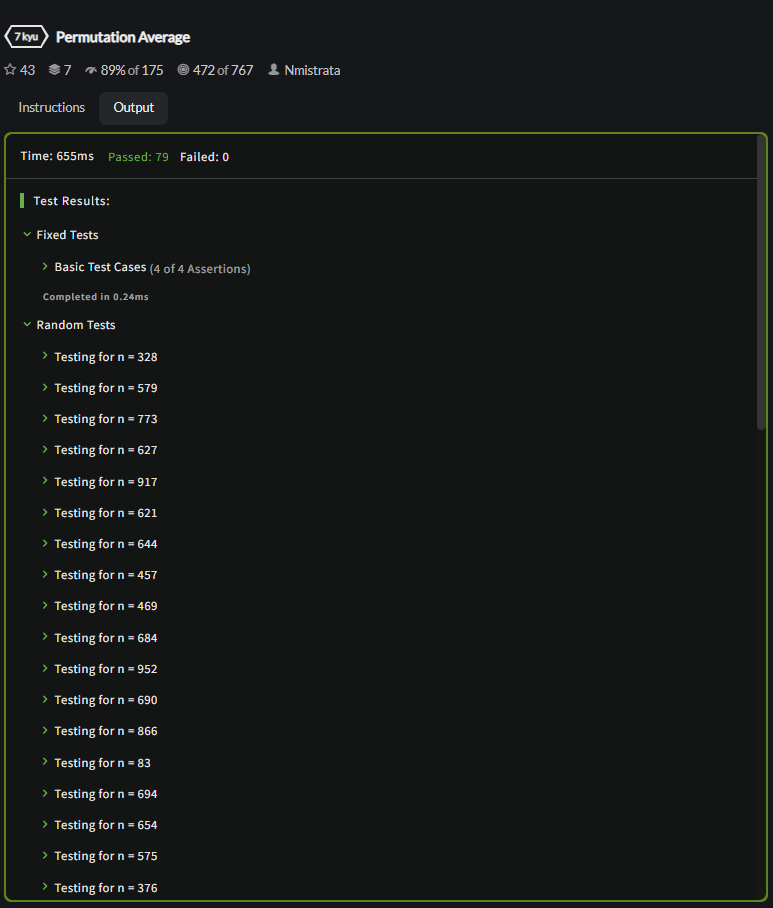 7 kyu Permutation Average
43 7 89% of 175 472 of 767 Nmistrata
Instructions Output
Time: 655ms Passed: 79 Failed: 0
Test Results:
Fixed Tests
Basic Test Cases (4 of 4 Assertions)
Completed in 0.24ms
Random Tests
Testing for n = 328
Testing for n = 579
Testing for n = 773
Testing for n = 627
Testing for n = 917
Testing for n = 621
Testing for n = 644
Testing for n = 457
Testing for n = 469
Testing for n = 684
Testing for n = 952
Testing for n = 690
Testing for n = 866
Testing for n = 83
Testing for n = 694
Testing for n = 654
Testing for n = 575
Testing for n = 376